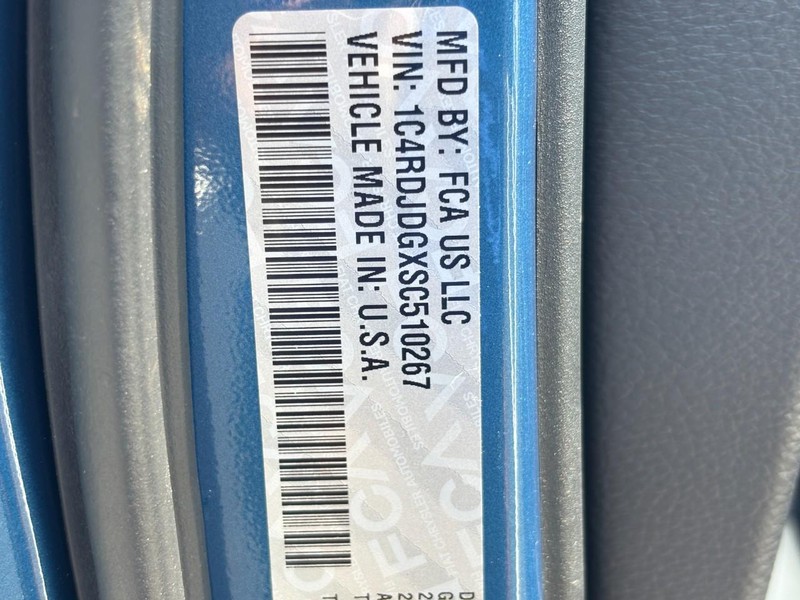 MFD BY: FCA US LLC
VIN: 1C4RDJDGXSC510267
VEHICLE MADE IN: U.S.A.